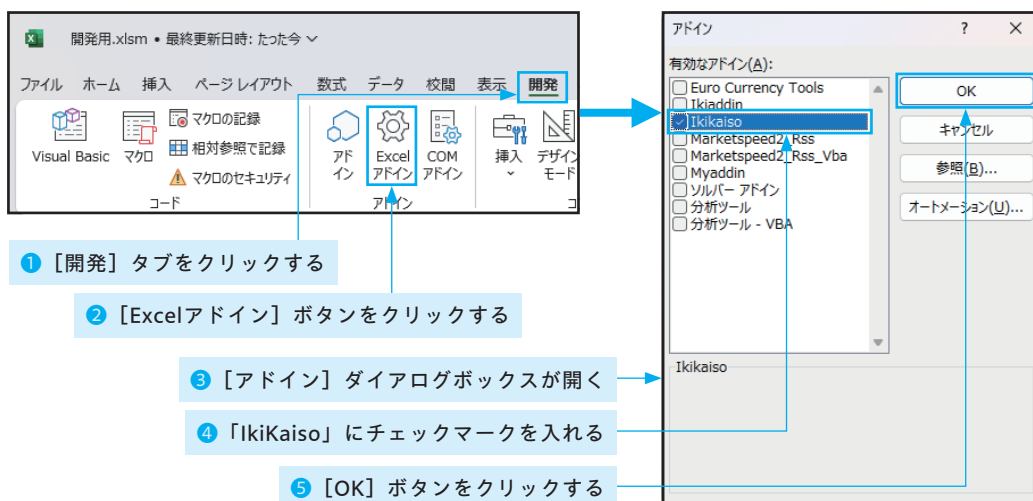 開発用.xlsm • 最終更新日時: たった今
ファイル ホーム 挿入 ページ レイアウト 数式 データ 校閲 表示 開発
Visual Basic
マクロ
マクロの記録
相対参照で記録
マクロのセキュリティ
コード
アド
イン
Excel
アドイン
COM
アドイン
アドイン
挿入
デザイン
モード
コ
❶ ［開発］タブをクリックする
❷ ［Excelアドイン］ボタンをクリックする
❸ ［アドイン］ダイアログボックスが開く
❹ 「IkiKaiso」にチェックマークを入れる
❺ ［OK］ボタンをクリックする
アドイン ? ×
有効なアドイン(A):
Euro Currency Tools
Ikiaddin
Ikikaiso
Marketspeed2_Rss
Marketspeed2_Rss_Vba
Myaddin
ソルバー アドイン
分析ツール
分析ツール - VBA
OK
キャンセル
参照(B)...
オートメーション(U)...
Ikikaiso